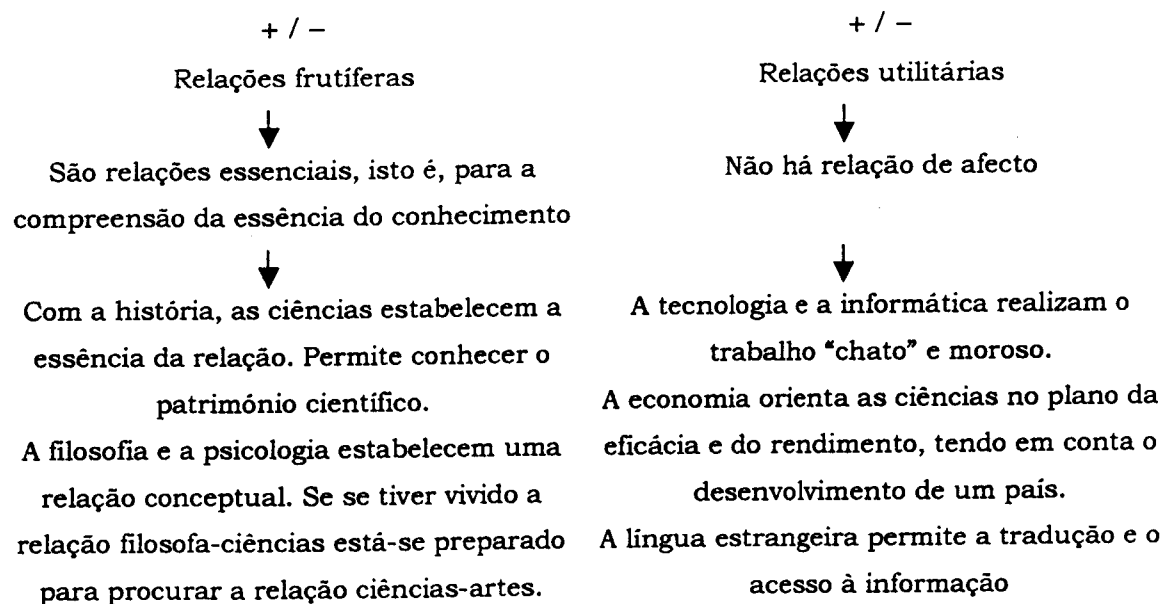 + / –
Relações frutíferas
São relações essenciais, isto é, para a
compreensão da essência do conhecimento
Com a história, as ciências estabelecem a
essência da relação. Permite conhecer o
património científico.
A filosofia e a psicologia estabelecem uma
relação conceptual. Se se tiver vivido a
relação filosofa-ciências está-se preparado
para procurar a relação ciências-artes.
+ / –
Relações utilitárias
Não há relação de afecto
A tecnologia e a informática realizam o
trabalho “chato” e moroso.
A economia orienta as ciências no plano da
eficácia e do rendimento, tendo em conta o
desenvolvimento de um país.
A língua estrangeira permite a tradução e o
acesso à informação